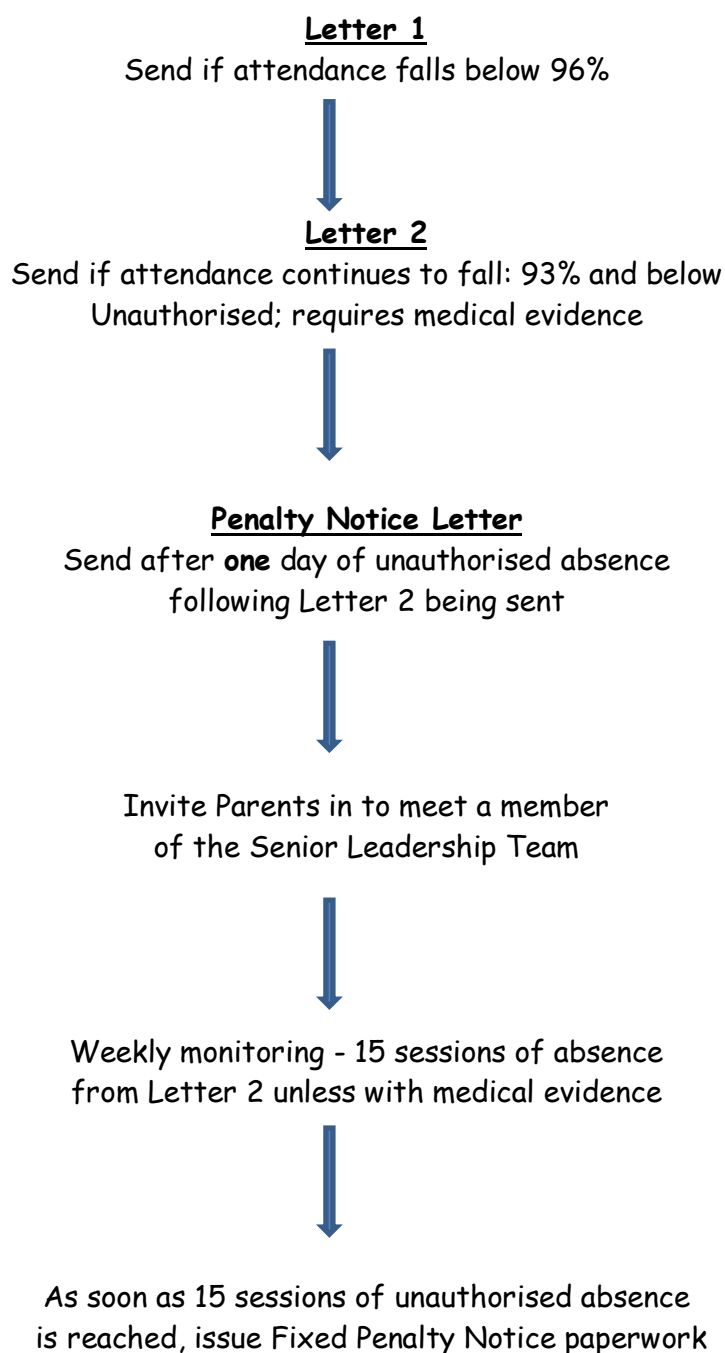 Letter 1
Send if attendance falls below 96%
Letter 2
Send if attendance continues to fall: 93% and below
Unauthorised; requires medical evidence
Penalty Notice Letter
Send after one day of unauthorised absence
following Letter 2 being sent
Invite Parents in to meet a member
of the Senior Leadership Team
Weekly monitoring - 15 sessions of absence
from Letter 2 unless with medical evidence
As soon as 15 sessions of unauthorised absence
is reached, issue Fixed Penalty Notice paperwork